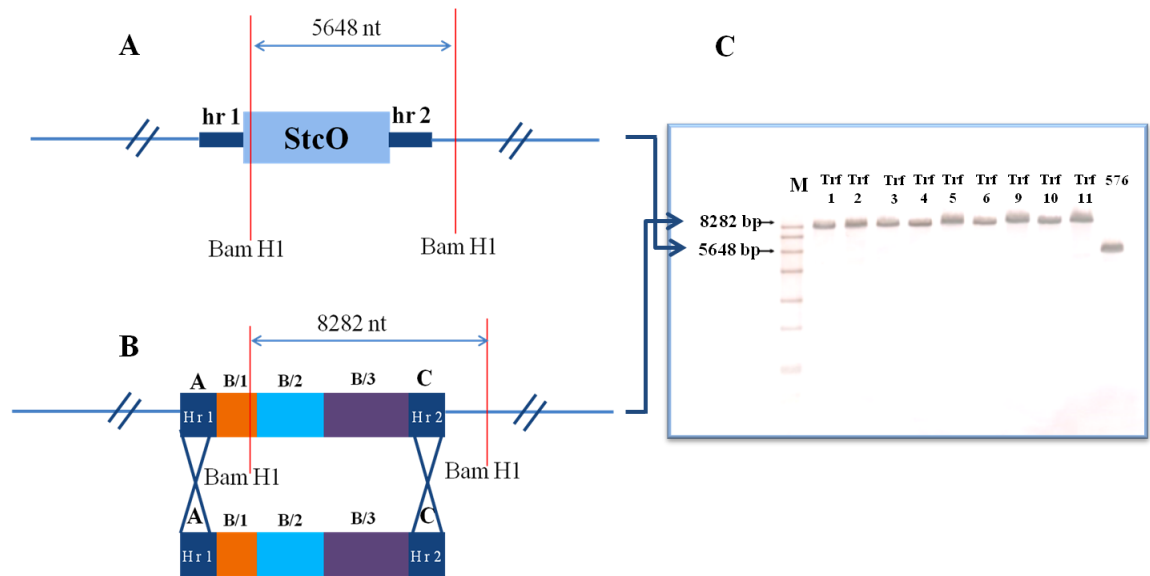 A
5648 nt
hr 1
hr 2
StcO
Bam H1
Bam H1
B
8282 nt
A
B/1
B/2
B/3
C
Hr 1
Hr 2
Bam H1
Bam H1
A
B/1
B/2
B/3
C
Hr 1
Hr 2
C
M
Trf 1
Trf 2
Trf 3
Trf 4
Trf 5
Trf 6
Trf 9
Trf 10
Trf 11
576
8282 bp
5648 bp